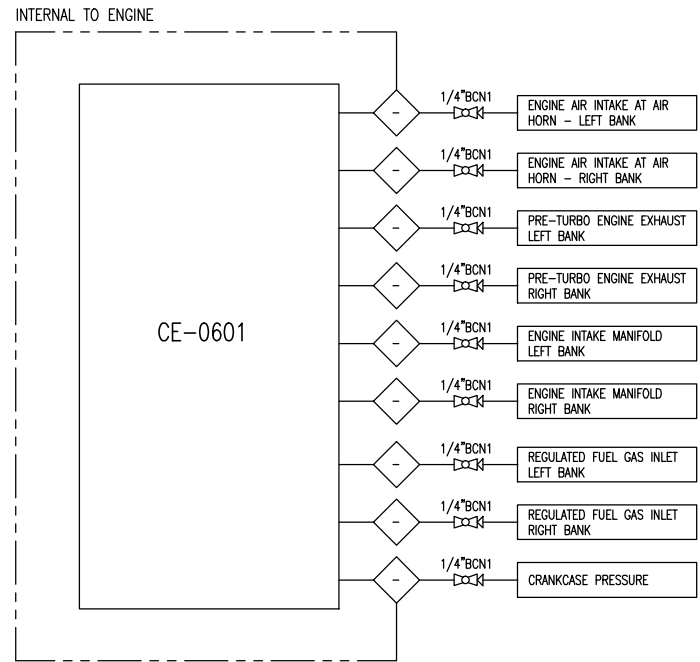 INTERNAL TO ENGINE
CE-0601
1/4"BCN1
ENGINE AIR INTAKE AT AIR
HORN - LEFT BANK
1/4"BCN1
ENGINE AIR INTAKE AT AIR
HORN - RIGHT BANK
1/4"BCN1
PRE-TURBO ENGINE EXHAUST
LEFT BANK
1/4"BCN1
PRE-TURBO ENGINE EXHAUST
RIGHT BANK
1/4"BCN1
ENGINE INTAKE MANIFOLD
LEFT BANK
1/4"BCN1
ENGINE INTAKE MANIFOLD
RIGHT BANK
1/4"BCN1
REGULATED FUEL GAS INLET
LEFT BANK
1/4"BCN1
REGULATED FUEL GAS INLET
RIGHT BANK
1/4"BCN1
CRANKCASE PRESSURE